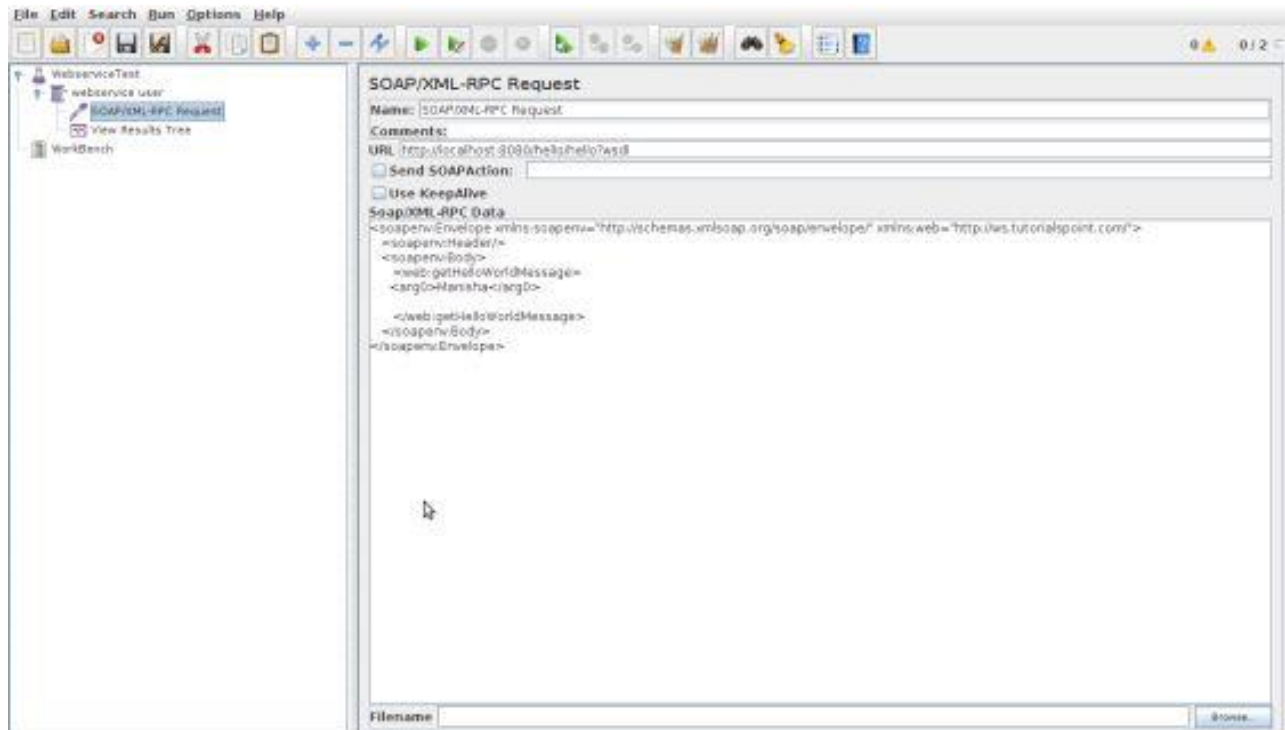 File Edit Search Run Options Help
0 0 / 2
WebserviceTest
webservice user
SOAP/XML-RPC Request
View Results Tree
WorkBench
SOAP/XML-RPC Request
Name: SOAP/XML-RPC Request
Comments:
URL http://localhost:8080/hello/hello?wsdl
Send SOAPAction:
Use KeepAlive
Soap/XML-RPC Data
<soapenv:Envelope xmlns:soapenv="http://schemas.xmlsoap.org/soap/envelope/" xmlns:web="http://ws.tutorialspoint.com/">
<soapenv:Header/>
<soapenv:Body>
<web:getHelloWorldMessage>
<arg0>Manisha</arg0>
</web:getHelloWorldMessage>
</soapenv:Body>
</soapenv:Envelope>
Filename
Browse...